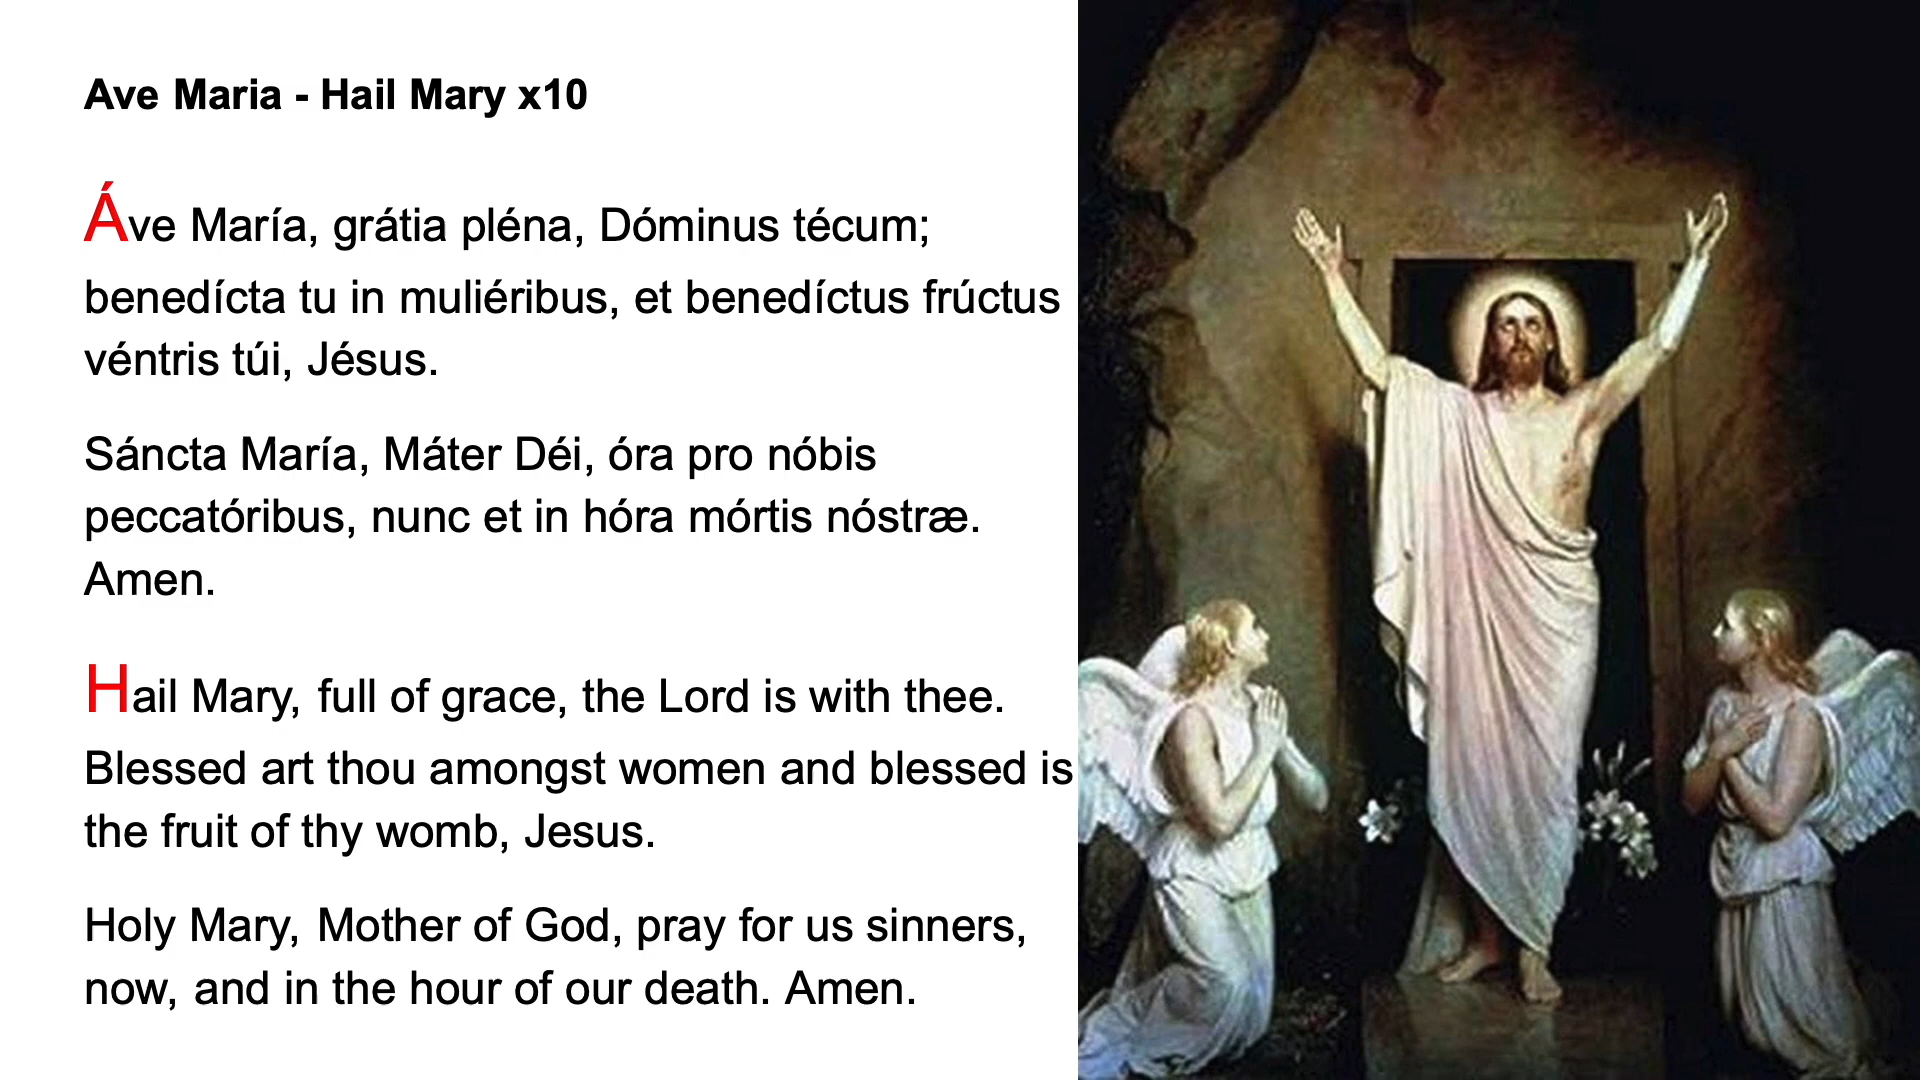 Ave Maria - Hail Mary x10
Áve María, grátia pléna, Dóminus técum;
benedícta tu in muliéribus, et benedíctus frúctus
véntris túi, Jésus.
Sáncta María, Máter Déi, óra pro nóbis
peccatóribus, nunc et in hóra mórtis nóstræ.
Amen.
Hail Mary, full of grace, the Lord is with thee.
Blessed art thou amongst women and blessed is
the fruit of thy womb, Jesus.
Holy Mary, Mother of God, pray for us sinners,
now, and in the hour of our death. Amen.